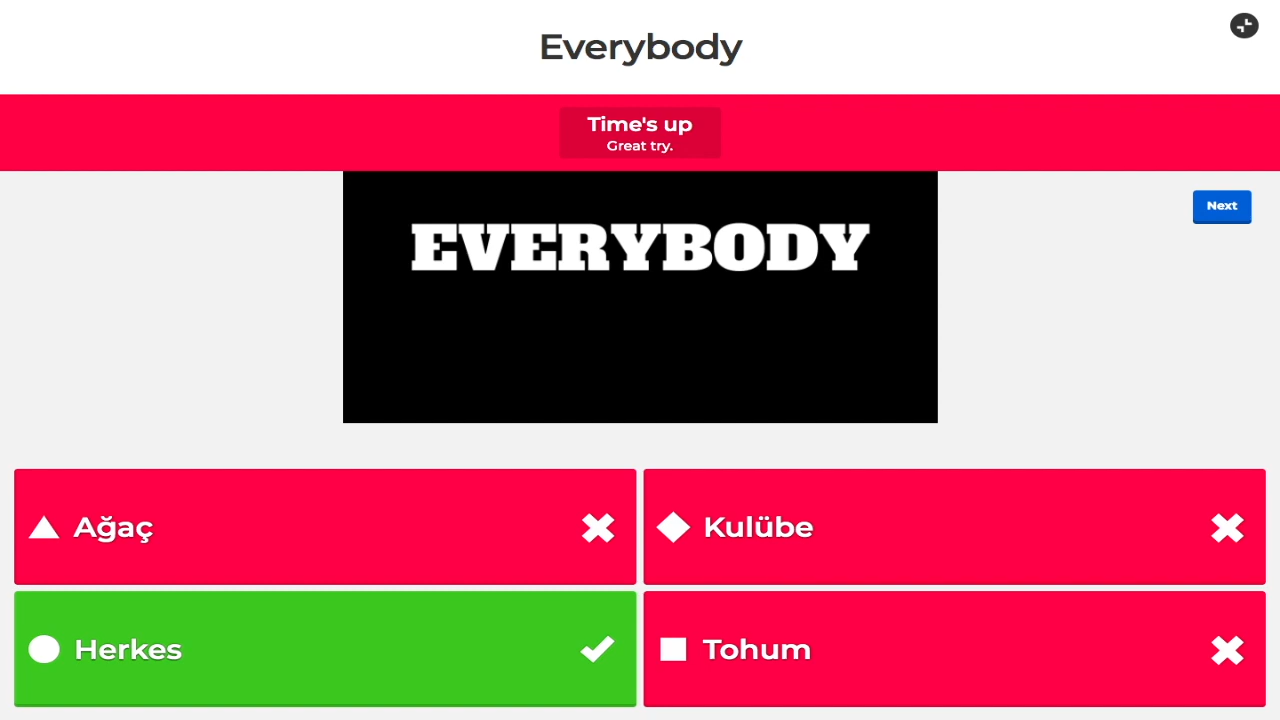 Everybody
Time's up
Great try.
Next
EVERYBODY
Ağaç
Kulübe
Herkes
Tohum